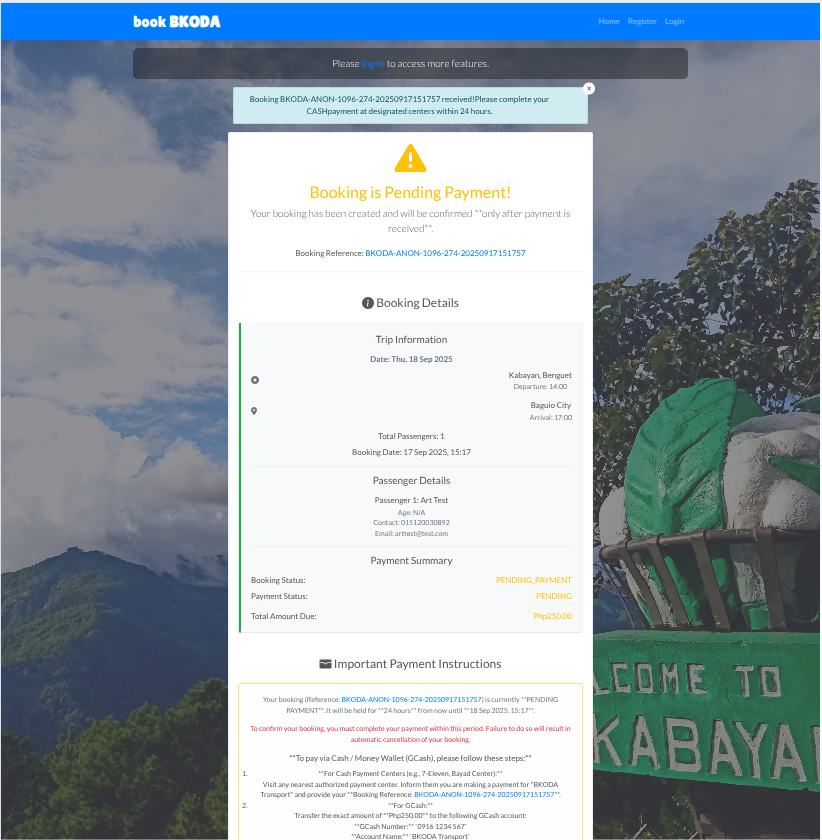 book BKODA
Home Register Login
Please log in to access more features.
×
Booking BKODA-ANON-1096-274-20250917151757 received!Please complete your
CASHpayment at designated centers within 24 hours.
Booking is Pending Payment!
Your booking has been created and will be confirmed **only after payment is
received**.
Booking Reference: BKODA-ANON-1096-274-20250917151757
Booking Details
Trip Information
Date: Thu, 18 Sep 2025
Kabayan, Benguet
Departure: 14:00
Baguio City
Arrival: 17:00
Total Passengers: 1
Booking Date: 17 Sep 2025, 15:17
Passenger Details
Passenger 1: Art Test
Age: N/A
Contact: 015120030892
Email: arttest@test.com
Payment Summary
Booking Status: PENDING_PAYMENT
Payment Status: PENDING
Total Amount Due: Php250.00
Important Payment Instructions
Your booking (Reference: BKODA-ANON-1096-274-20250917151757) is currently **PENDING
PAYMENT**. It will be held for **24 hours** from now until **18 Sep 2025, 15:17**.
To confirm your booking, you must complete your payment within this period. Failure to do so will result in
automatic cancellation of your booking.
**To pay via Cash / Money Wallet (GCash), please follow these steps:**
1. **For Cash Payment Centers (e.g., 7-Eleven, Bayad Center):**
Visit any nearest authorized payment center. Inform them you are making a payment for "BKODA
Transport" and provide your **Booking Reference: BKODA-ANON-1096-274-20250917151757**.
2. **For GCash:**
Transfer the exact amount of **Php250.00** to the following GCash account:
**GCash Number:** `0916 1234 567`
**Account Name:** `BKODA Transport`
LCOME TO
KABAYA